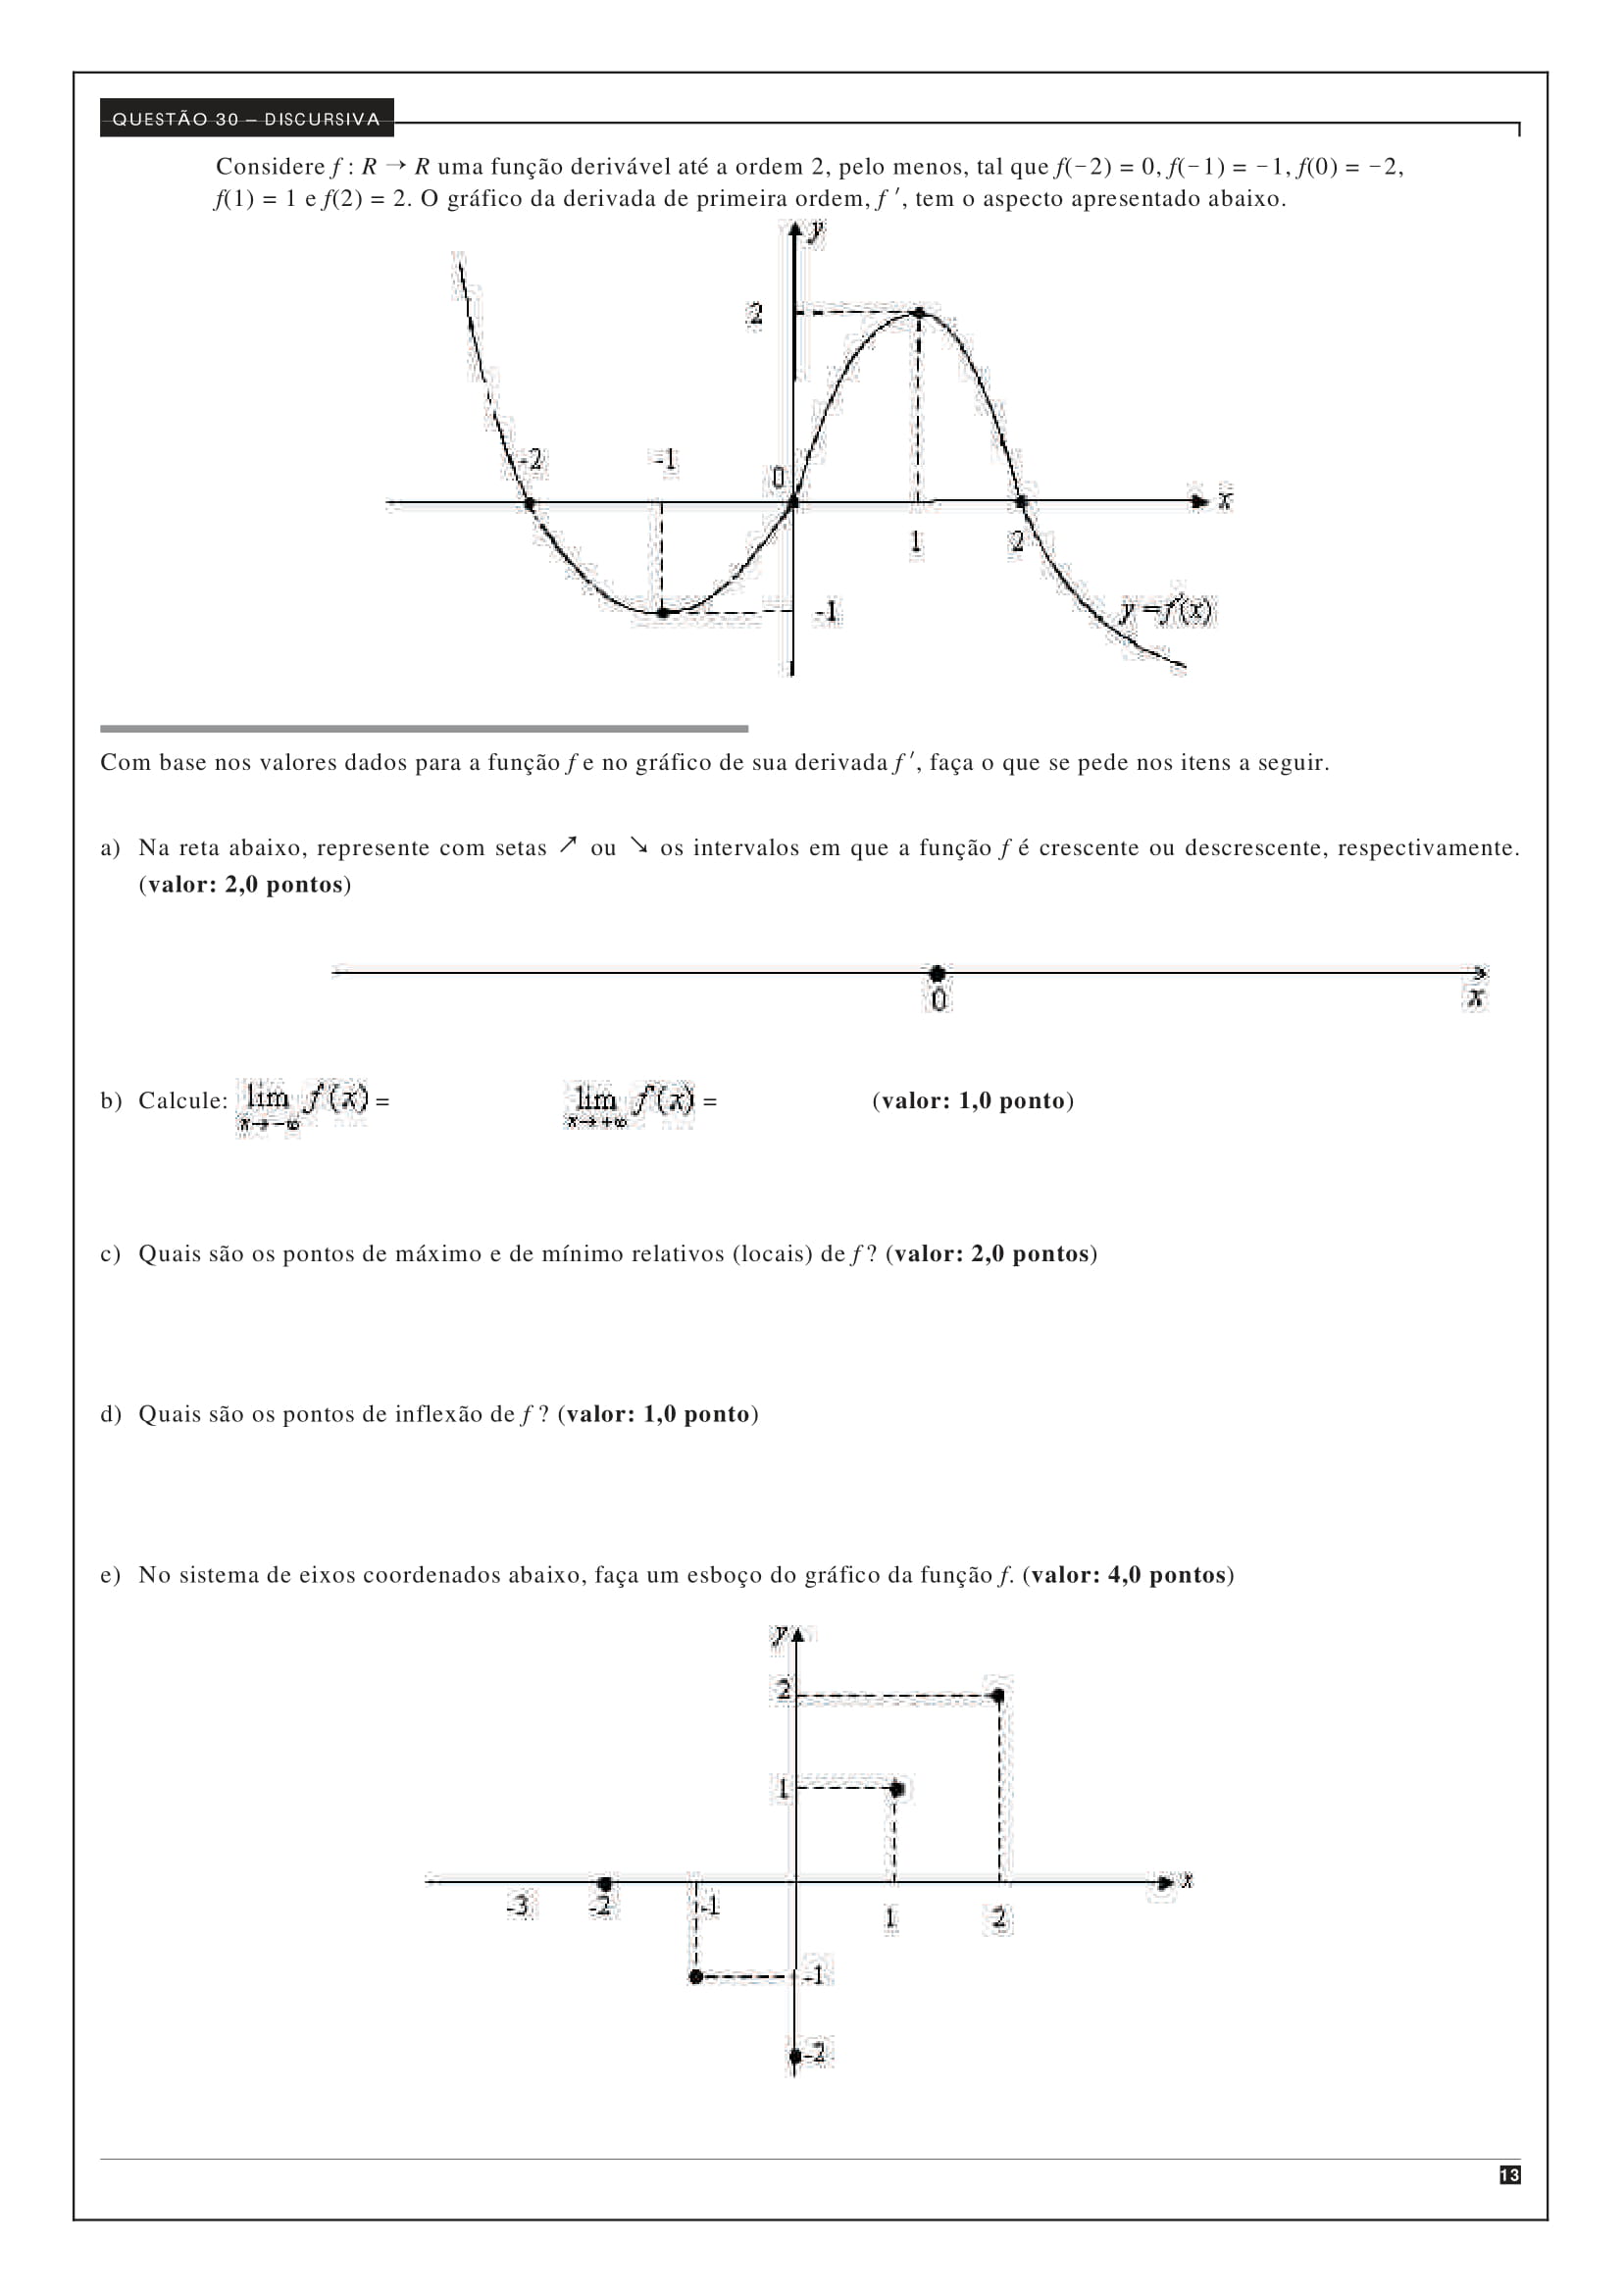 QUESTÃO 30 – DISCURSIVA
Considere f : R → R uma função derivável até a ordem 2, pelo menos, tal que f(−2) = 0, f(−1) = −1, f(0) = −2,
f(1) = 1 e f(2) = 2. O gráfico da derivada de primeira ordem, f ′, tem o aspecto apresentado abaixo.
y
2
-2
-1
0
x
1
2
-1
y = f'(x)
Com base nos valores dados para a função f e no gráfico de sua derivada f ′, faça o que se pede nos itens a seguir.
a) Na reta abaixo, represente com setas ↗ ou ↘ os intervalos em que a função f é crescente ou descrescente, respectivamente.
(valor: 2,0 pontos)
0
x
b) Calcule: lim x→−∞ f'(x) = lim x→+∞ f'(x) = (valor: 1,0 ponto)
c) Quais são os pontos de máximo e de mínimo relativos (locais) de f ? (valor: 2,0 pontos)
d) Quais são os pontos de inflexão de f ? (valor: 1,0 ponto)
e) No sistema de eixos coordenados abaixo, faça um esboço do gráfico da função f. (valor: 4,0 pontos)
y
2
1
x
-3
-2
-1
1
2
-1
-2
13